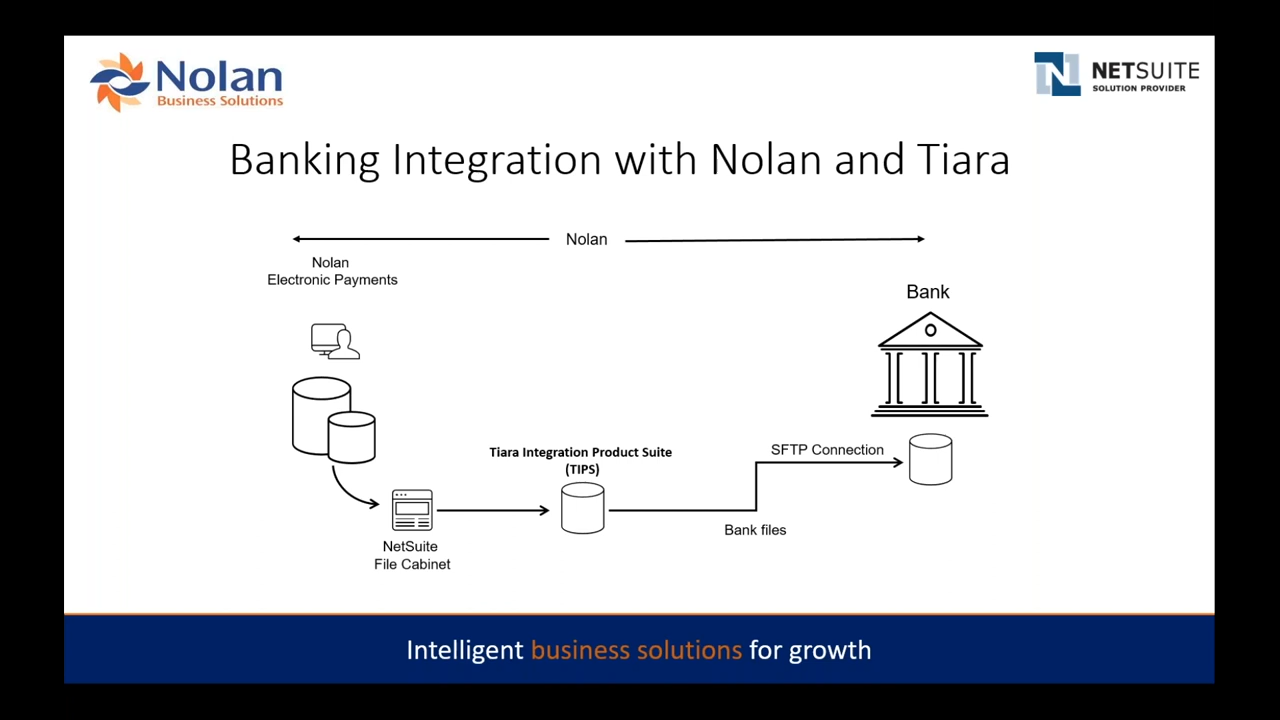 Nolan
Business Solutions
NETSUITE
SOLUTION PROVIDER
Banking Integration with Nolan and Tiara
Nolan
Nolan
Electronic Payments
Bank
SFTP Connection
Tiara Integration Product Suite
(TIPS)
Bank files
NetSuite
File Cabinet
Intelligent business solutions for growth